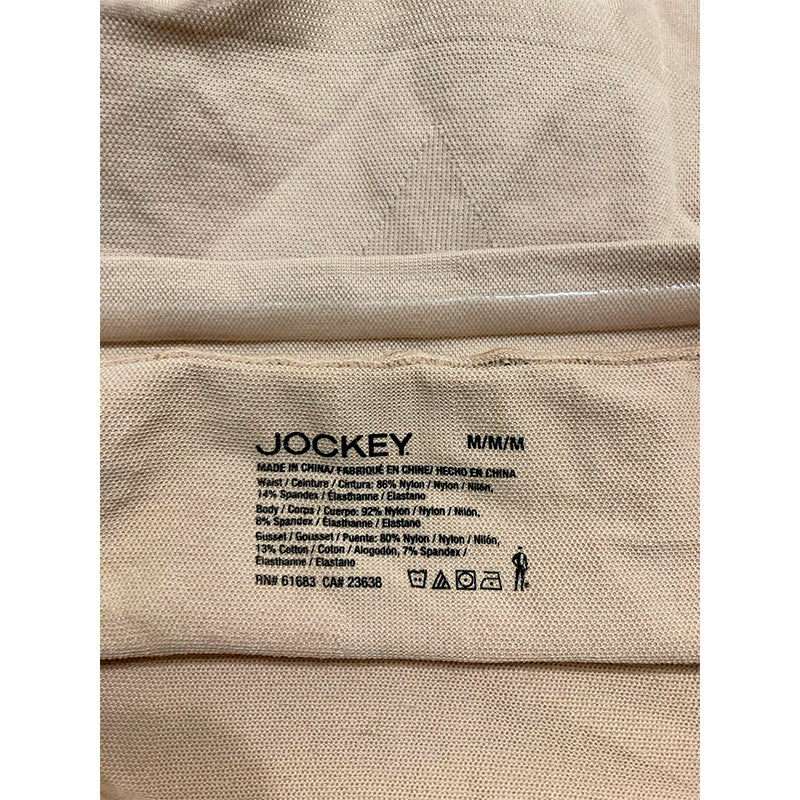 JOCKEY. M/M/M
MADE IN CHINA/ FABRIQUÉ EN CHINE/ HECHO EN CHINA
Waist / Ceinture / Cintura: 86% Nylon / Nylon / Nilón,
14% Spandex / Élasthanne / Elastano
Body / Corps / Cuerpo: 92% Nylon / Nylon / Nilón,
8% Spandex / Élasthanne / Elastano
Gusset / Gousset / Puente: 80% Nylon / Nylon / Nilón,
13% Cotton / Coton / Alogodón, 7% Spandex /
Élasthanne / Elastano
RN# 61683 CA# 23638